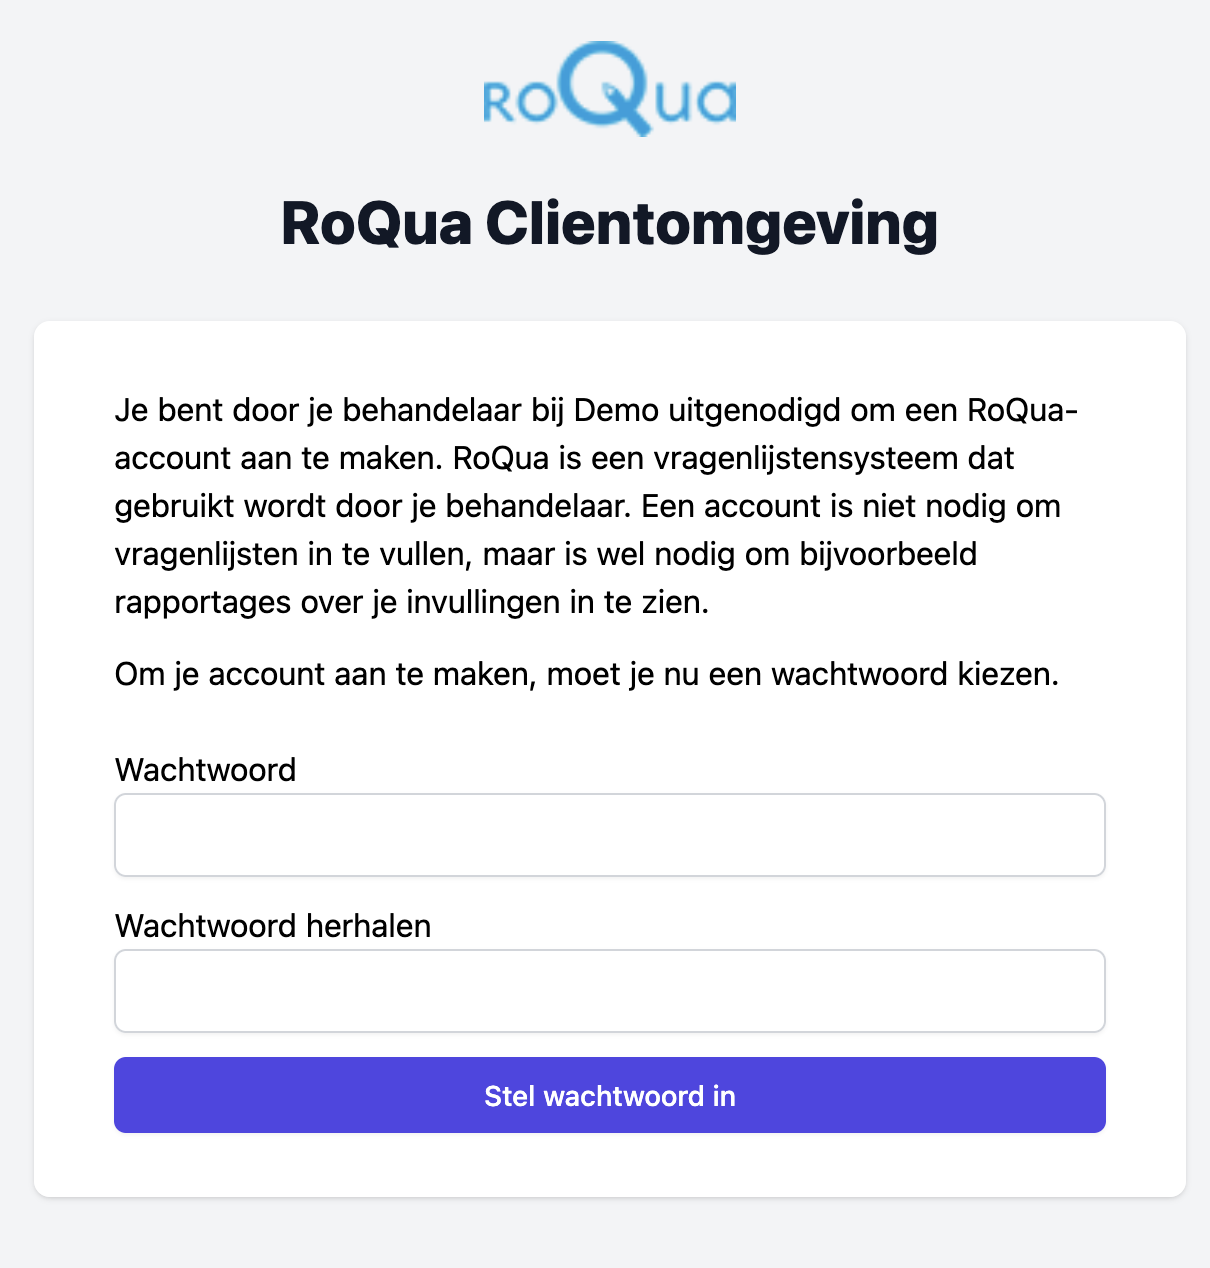 RoQua
RoQua Clientomgeving
Je bent door je behandelaar bij Demo uitgenodigd om een RoQua-
account aan te maken. RoQua is een vragenlijstensysteem dat
gebruikt wordt door je behandelaar. Een account is niet nodig om
vragenlijsten in te vullen, maar is wel nodig om bijvoorbeeld
rapportages over je invullingen in te zien.
Om je account aan te maken, moet je nu een wachtwoord kiezen.
Wachtwoord
Wachtwoord herhalen
Stel wachtwoord in